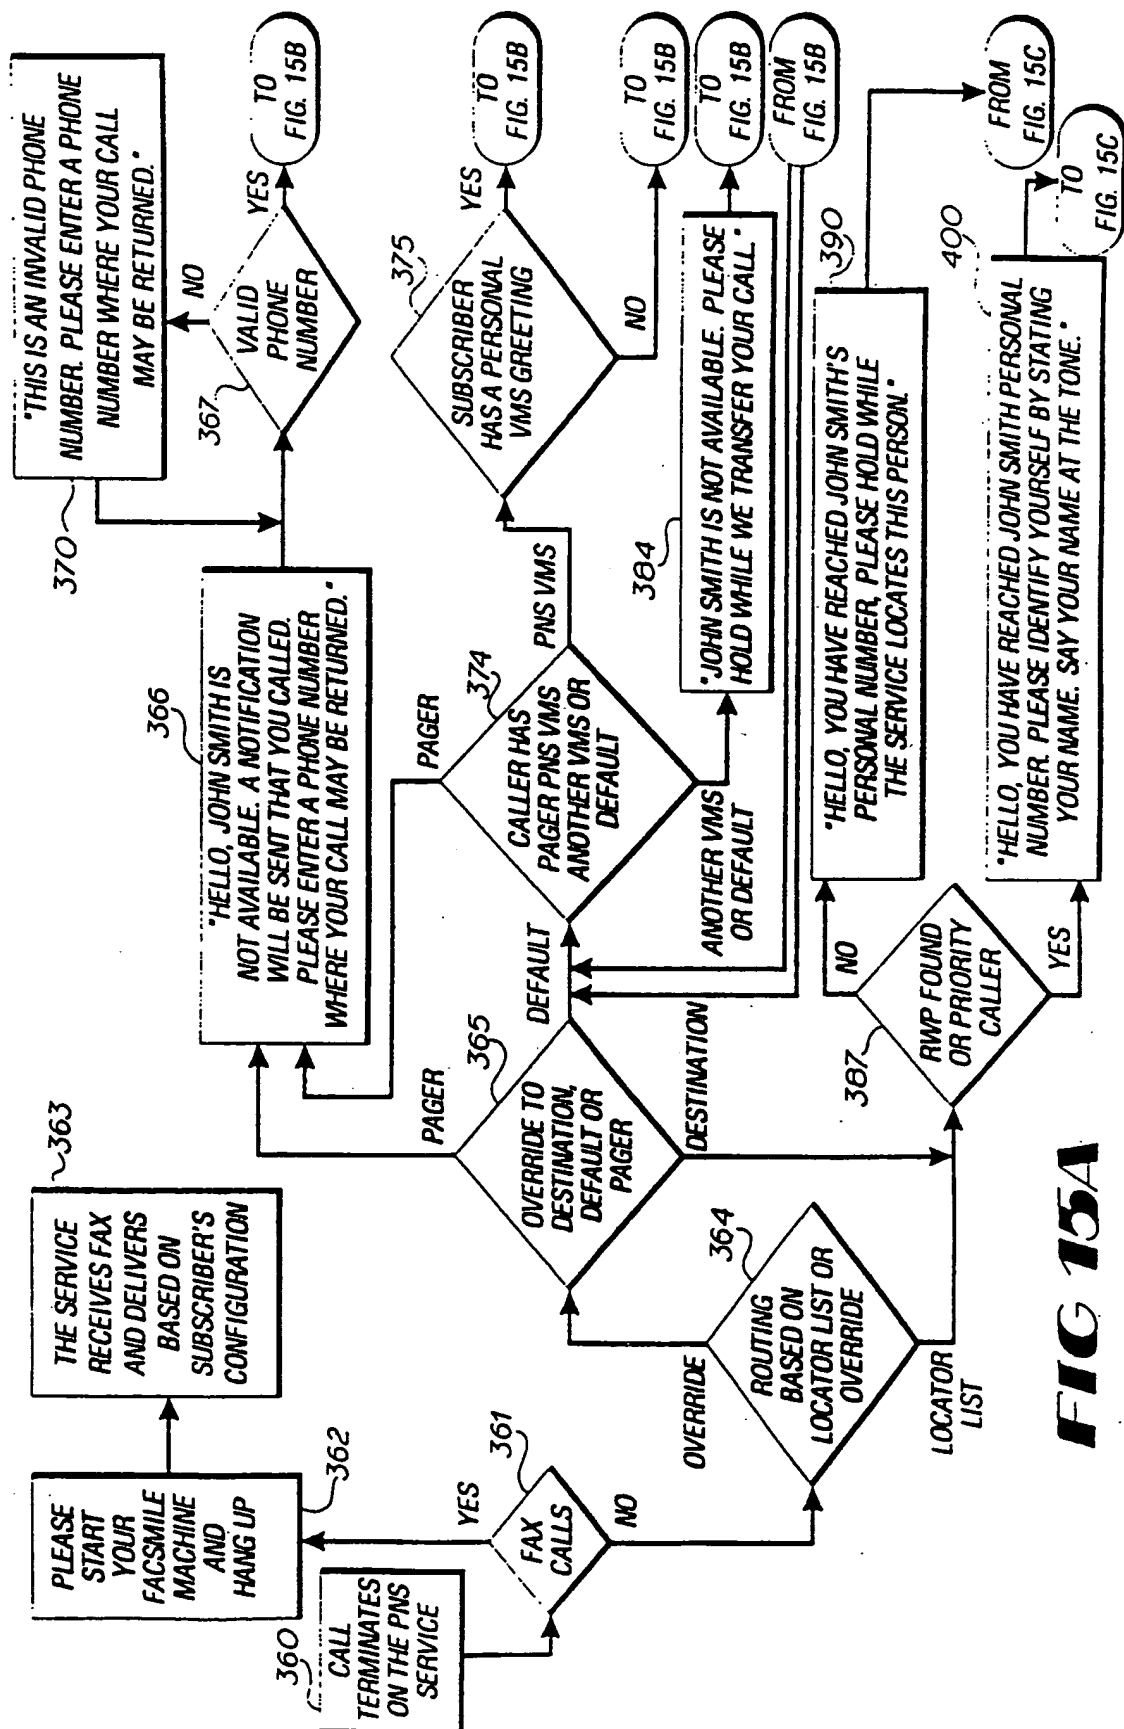 360
CALL
TERMINATES
ON THE PNS
SERVICE
361
FAX
CALLS
YES
NO
362
PLEASE
START
YOUR
FACSMILE
MACHINE
AND
HANG UP
363
THE SERVICE
RECEIVES FAX
AND DELIVERS
BASED ON
SUBSCRIBER'S
CONFIGURATION
364
ROUTING
BASED ON
LOCATOR LIST OR
OVERRIDE
OVERRIDE
LOCATOR
LIST
365
OVERRIDE TO
DESTINATION,
DEFAULT OR
PAGER
PAGER
DEFAULT
DESTINATION
366
"HELLO, JOHN SMITH IS
NOT AVAILABLE. A NOTIFICATION
WILL BE SENT THAT YOU CALLED.
PLEASE ENTER A PHONE NUMBER
WHERE YOUR CALL MAY BE RETURNED."
367
VALID
PHONE
NUMBER
NO
YES
370
"THIS IS AN INVALID PHONE
NUMBER. PLEASE ENTER A PHONE
NUMBER WHERE YOUR CALL
MAY BE RETURNED."
TO
FIG. 15B
374
CALLER HAS
PAGER PNS VMS
ANOTHER VMS OR
DEFAULT
PAGER
PNS VMS
ANOTHER VMS
OR DEFAULT
375
SUBSCRIBER
HAS A PERSONAL
VMS GREETING
YES
NO
TO
FIG. 15B
TO
FIG. 15B
384
"JOHN SMITH IS NOT AVAILABLE. PLEASE
HOLD WHILE WE TRANSFER YOUR CALL"
TO
FIG. 15B
FROM
FIG. 15B
387
RWP FOUND
OR PRIORITY
CALLER
NO
YES
390
"HELLO, YOU HAVE REACHED JOHN SMITH'S
PERSONAL NUMBER, PLEASE HOLD WHILE
THE SERVICE LOCATES THIS PERSON."
FROM
FIG. 15C
400
"HELLO, YOU HAVE REACHED JOHN SMITH PERSONAL
NUMBER. PLEASE IDENTIFY YOURSELF BY STATING
YOUR NAME. SAY YOUR NAME AT THE TONE."
TO
FIG. 15C
FIG 15A